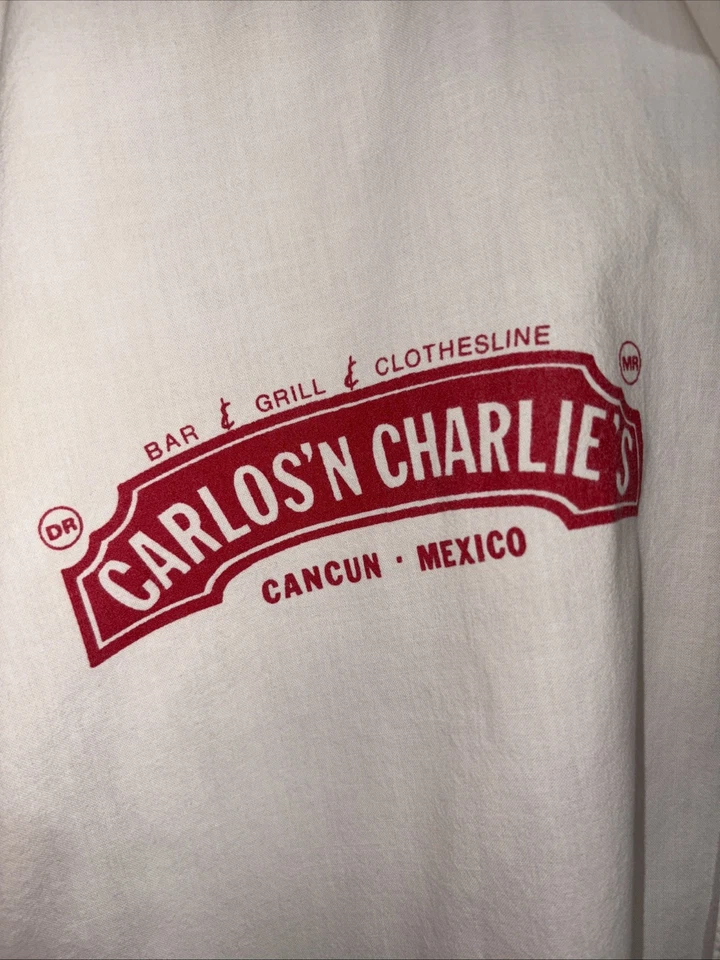 BAR & GRILL & CLOTHESLINE
MR
DR
CARLOS'N CHARLIE'S
CANCUN · MEXICO